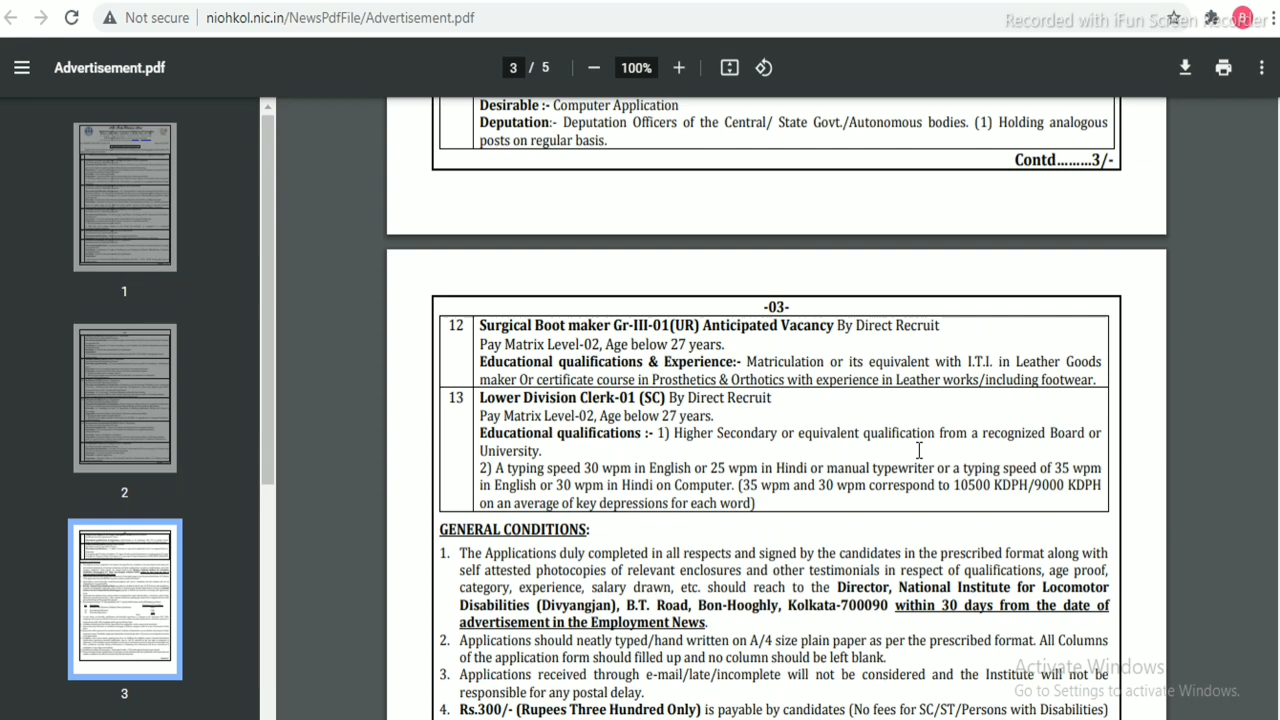 Not secure
niohkol.nic.in/NewsPdfFile/Advertisement.pdf
Recorded with iFun Screen Recorder
B
Advertisement.pdf
3 / 5
100%
Desirable :- Computer Application
Deputation:- Deputation Officers of the Central/ State Govt./Autonomous bodies. (1) Holding analogous
posts on regular basis.
Contd.........3/-
1
2
3
-03-
12 Surgical Boot maker Gr-III-01(UR) Anticipated Vacancy By Direct Recruit
Pay Matrix Level-02, Age below 27 years.
Educational qualifications & Experience:- Matriculation or its equivalent with I.T.I. in Leather Goods
maker Or certificate course in Prosthetics & Orthotics with experience in Leather works/including footwear.
13 Lower Division Clerk-01 (SC) By Direct Recruit
Pay Matrix Level-02, Age below 27 years.
Educational qualifications :- 1) Higher Secondary or equivalent qualification from a recognized Board or
University.
2) A typing speed 30 wpm in English or 25 wpm in Hindi or manual typewriter or a typing speed of 35 wpm
in English or 30 wpm in Hindi on Computer. (35 wpm and 30 wpm correspond to 10500 KDPH/9000 KDPH
on an average of key depressions for each word)
GENERAL CONDITIONS:
1. The Applications duly completed in all respects and signed by the candidates in the prescribed format along with
self attested photocopies of relevant enclosures and other testimonials in respect of qualifications, age proof,
category, experience, salary drawn, etc. should reach to the Director, National Institute for Locomotor
Disabilities (Divyangjan), B.T. Road, Bon-Hooghly, Kolkata-700090 within 30 days from the date of
advertisement in the Employment News.
2. Applications should neatly typed/hand written on A/4 size plain paper as per the prescribed format. All Columns
of the application form should filled up and no column should be left blank.
3. Applications received through e-mail/late/incomplete will not be considered and the Institute will not be
responsible for any postal delay.
4. Rs.300/- (Rupees Three Hundred Only) is payable by candidates (No fees for SC/ST/Persons with Disabilities)
Activate Windows
Go to Settings to activate Windows.